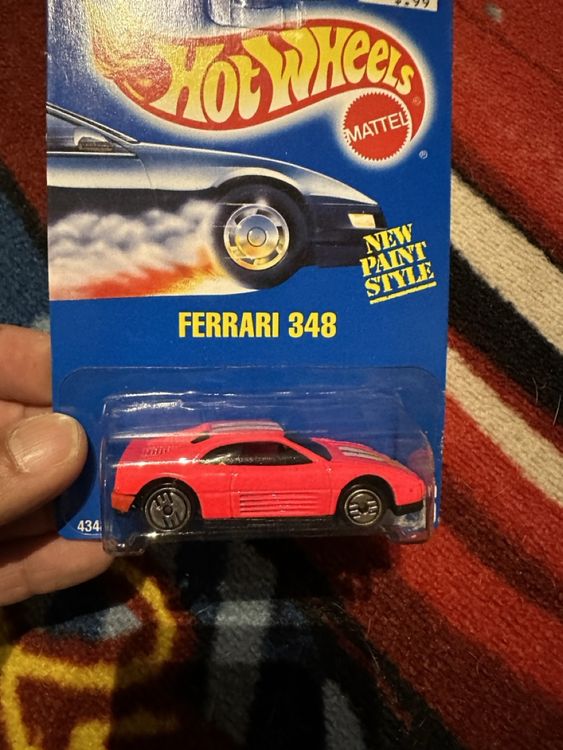 HOT WHEELS
®
MATTEL
®
NEW
PAINT
STYLE
FERRARI 348